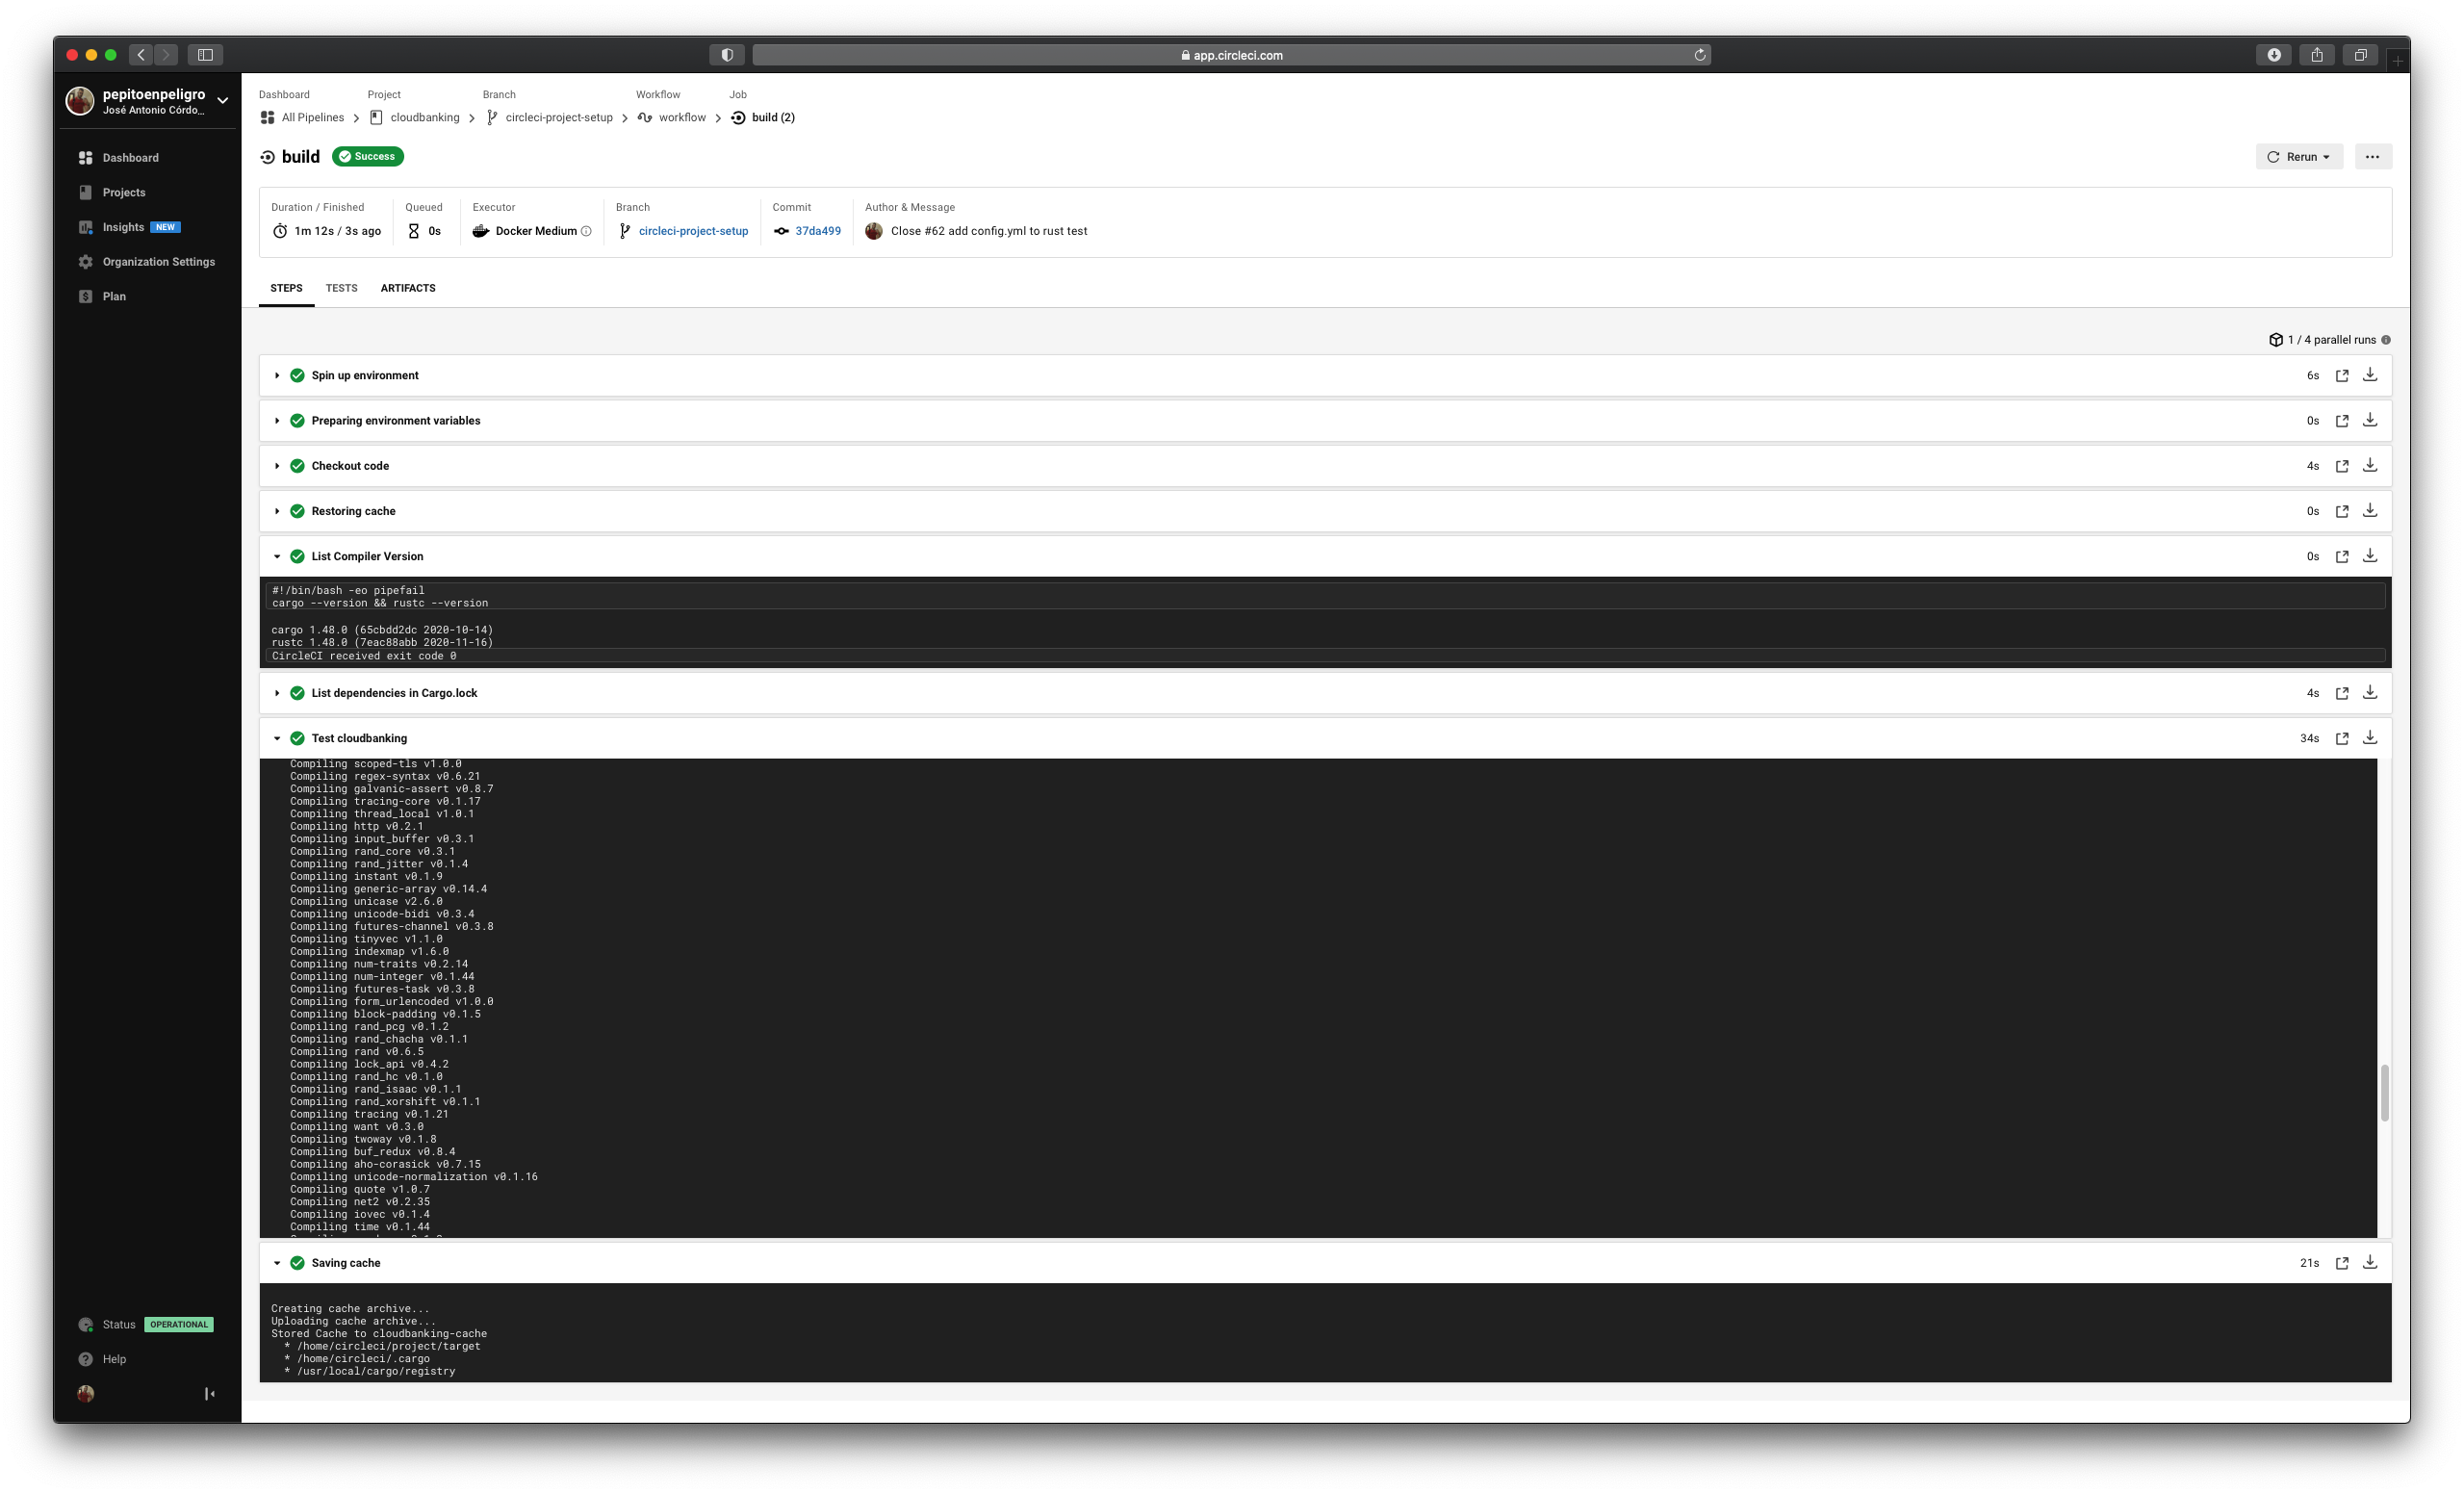 app.circleci.com
pepitoenpeligro
José Antonio Córdo...
Dashboard
Projects
Insights NEW
Organization Settings
Plan
Status OPERATIONAL
Help
Dashboard Project Branch Workflow Job
All Pipelines cloudbanking circleci-project-setup workflow build (2)
build Success
Rerun
Duration / Finished Queued Executor Branch Commit Author & Message
1m 12s / 3s ago 0s Docker Medium circleci-project-setup 37da499 Close #62 add config.yml to rust test
STEPS TESTS ARTIFACTS
1 / 4 parallel runs
Spin up environment 6s
Preparing environment variables 0s
Checkout code 4s
Restoring cache 0s
List Compiler Version 0s
#!/bin/bash -eo pipefail
cargo --version && rustc --version
cargo 1.48.0 (65cbdd2dc 2020-10-14)
rustc 1.48.0 (7eac88abb 2020-11-16)
CircleCI received exit code 0
List dependencies in Cargo.lock 4s
Test cloudbanking 34s
Compiling scoped-tls v1.0.0
Compiling regex-syntax v0.6.21
Compiling galvanic-assert v0.8.7
Compiling tracing-core v0.1.17
Compiling thread_local v1.0.1
Compiling http v0.2.1
Compiling input_buffer v0.3.1
Compiling rand_core v0.3.1
Compiling rand_jitter v0.1.4
Compiling instant v0.1.9
Compiling generic-array v0.14.4
Compiling unicase v2.6.0
Compiling unicode-bidi v0.3.4
Compiling futures-channel v0.3.8
Compiling tinyvec v1.1.0
Compiling indexmap v1.6.0
Compiling num-traits v0.2.14
Compiling num-integer v0.1.44
Compiling futures-task v0.3.8
Compiling form_urlencoded v1.0.0
Compiling block-padding v0.1.5
Compiling rand_pcg v0.1.2
Compiling rand_chacha v0.1.1
Compiling rand v0.6.5
Compiling lock_api v0.4.2
Compiling rand_hc v0.1.0
Compiling rand_isaac v0.1.1
Compiling rand_xorshift v0.1.1
Compiling tracing v0.1.21
Compiling want v0.3.0
Compiling twoway v0.1.8
Compiling buf_redux v0.8.4
Compiling aho-corasick v0.7.15
Compiling unicode-normalization v0.1.16
Compiling quote v1.0.7
Compiling net2 v0.2.35
Compiling iovec v0.1.4
Compiling time v0.1.44
Saving cache 21s
Creating cache archive...
Uploading cache archive...
Stored Cache to cloudbanking-cache
* /home/circleci/project/target
* /home/circleci/.cargo
* /usr/local/cargo/registry